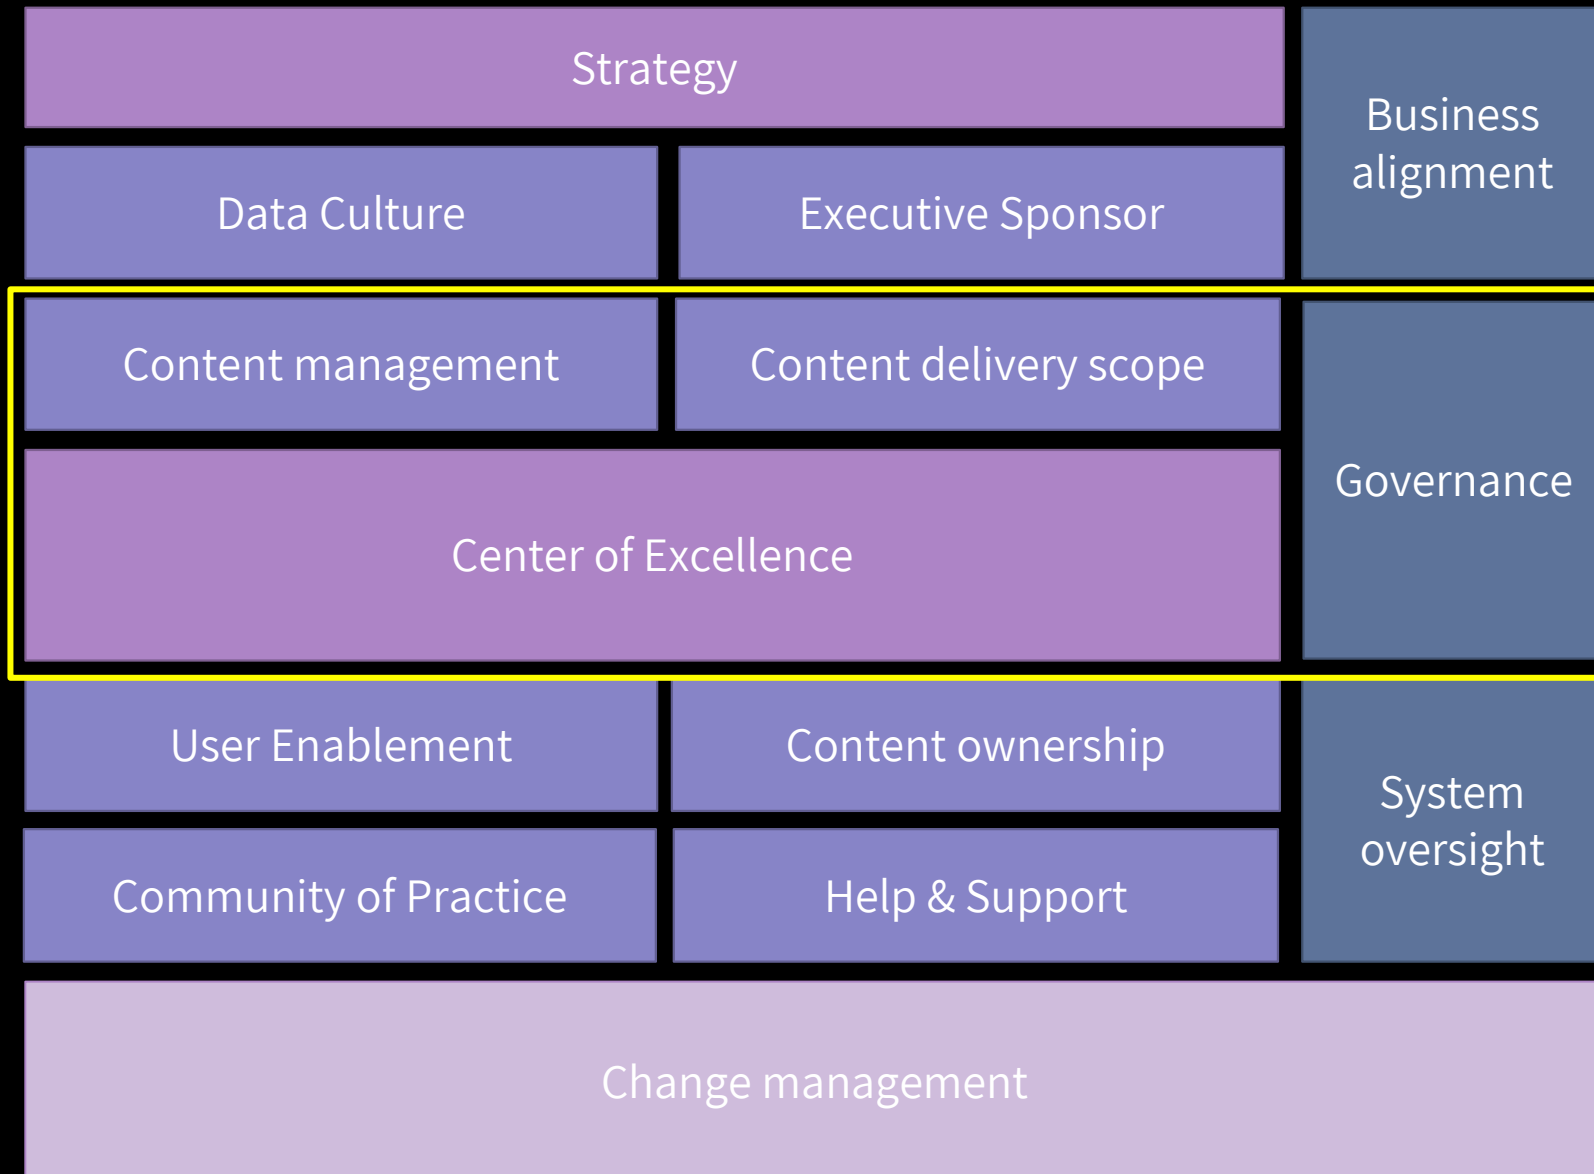 Strategy
Business
alignment
Data Culture
Executive Sponsor
Content management
Content delivery scope
Governance
Center of Excellence
User Enablement
Content ownership
System
oversight
Community of Practice
Help & Support
Change management